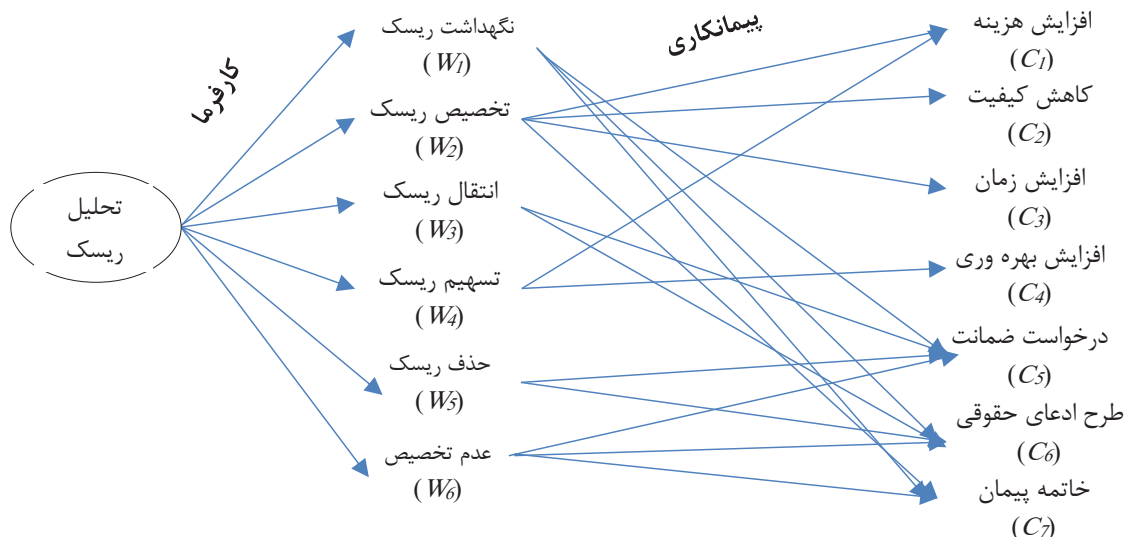 تحلیل
ریسک
کارفرما
نگهداشت ریسک
(W1)
تخصیص ریسک
(W2)
انتقال ریسک
(W3)
تسهیم ریسک
(W4)
حذف ریسک
(W5)
عدم تخصیص
(W6)
پیمانکاری
افزایش هزینه
(C1)
کاهش کیفیت
(C2)
افزایش زمان
(C3)
افزایش بهره وری
(C4)
درخواست ضمانت
(C5)
طرح ادعای حقوقی
(C6)
خاتمه پیمان
(C7)